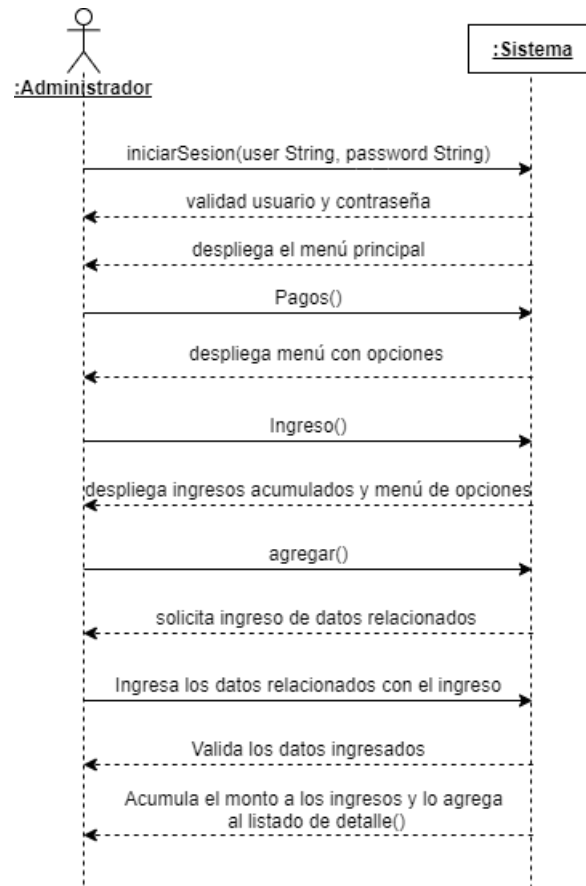 :Administrador
:Sistema
iniciarSesion(user String, password String)
validad usuario y contraseña
despliega el menú principal
Pagos()
despliega menú con opciones
Ingreso()
despliega ingresos acumulados y menú de opciones
agregar()
solicita ingreso de datos relacionados
Ingresa los datos relacionados con el ingreso
Valida los datos ingresados
Acumula el monto a los ingresos y lo agrega
al listado de detalle()